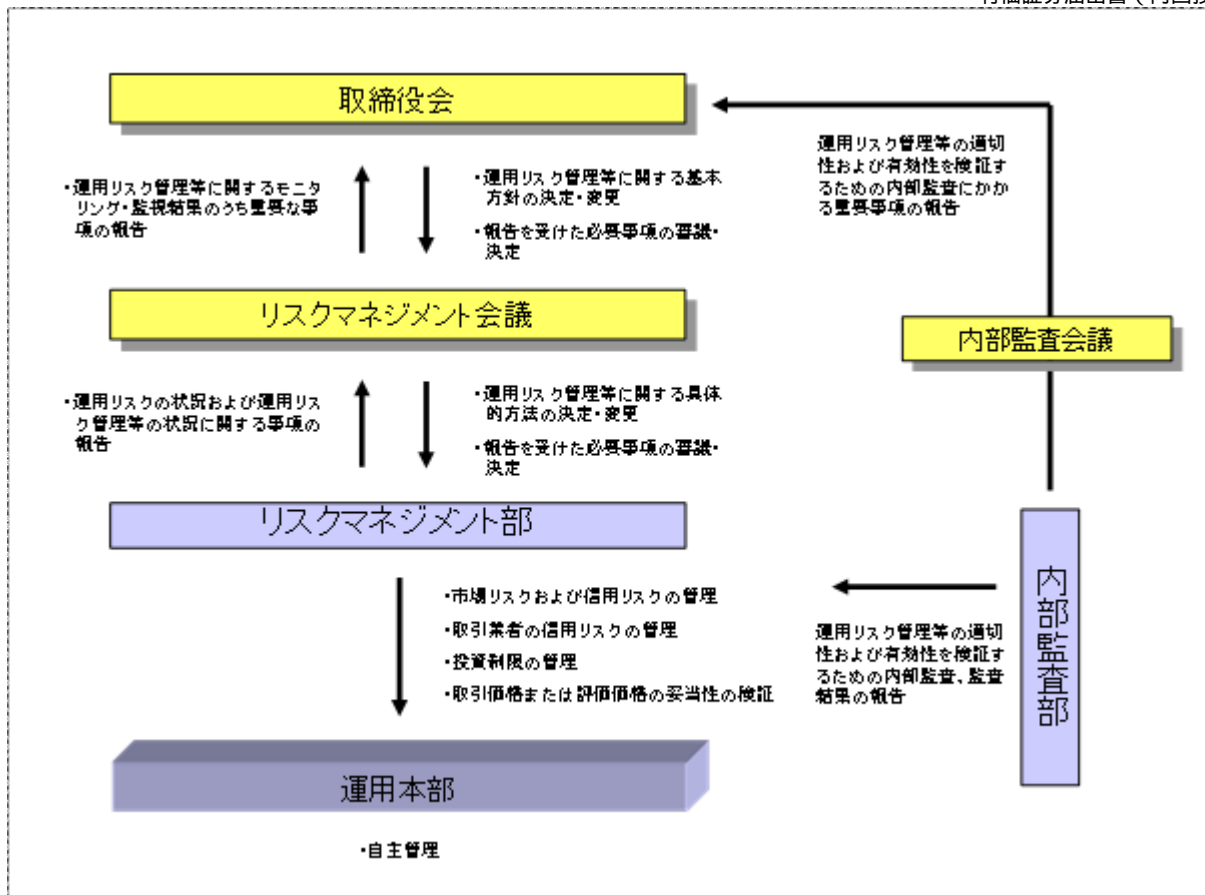 取締役会
・運用リスク管理等に関するモニタ
リング・監視結果のうち重要な事
項の報告
・運用リスク管理等に関する基本
方針の決定・変更
・報告を受けた必要事項の審議・
決定
運用リスク管理等の適切
性および有効性を検証す
るための内部監査にかか
る重要事項の報告
リスクマネジメント会議
内部監査会議
・運用リスクの状況および運用リス
ク管理等の状況に関する事項の
報告
・運用リスク管理等に関する具体
的方法の決定・変更
・報告を受けた必要事項の審議・
決定
リスクマネジメント部
・市場リスクおよび信用リスクの管理
・取引業者の信用リスクの管理
・投資制限の管理
・取引価格または評価価格の妥当性の検証
運用リスク管理等の適切
性および有効性を検証す
るための内部監査、監査
結果の報告
内部監査部
運用本部
・自主管理